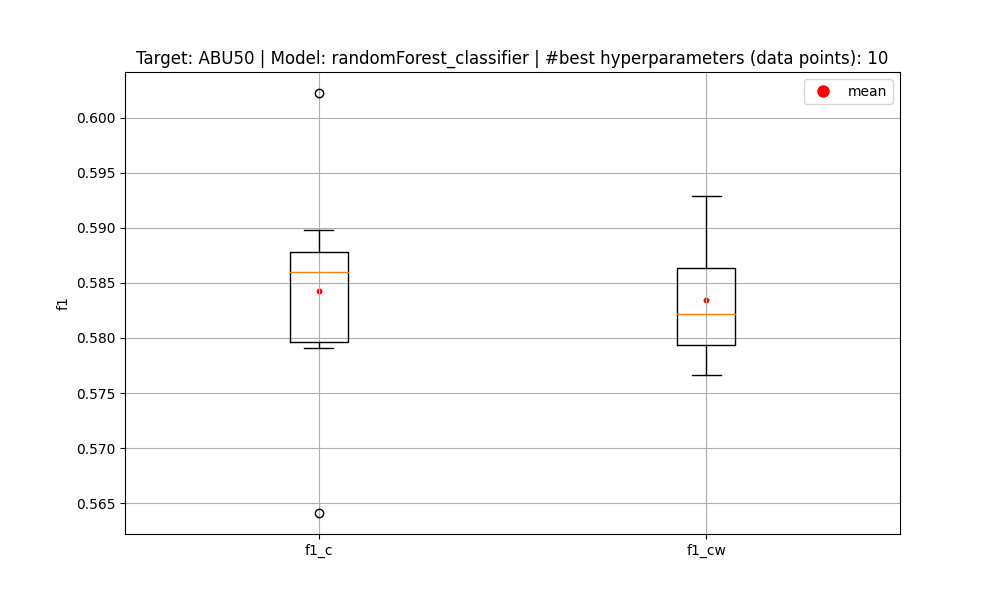 Target: ABU50 | Model: randomForest_classifier | #best hyperparameters (data points): 10
mean
0.600
0.595
0.590
0.585
0.580
0.575
0.570
0.565
f1
f1_c
f1_cw